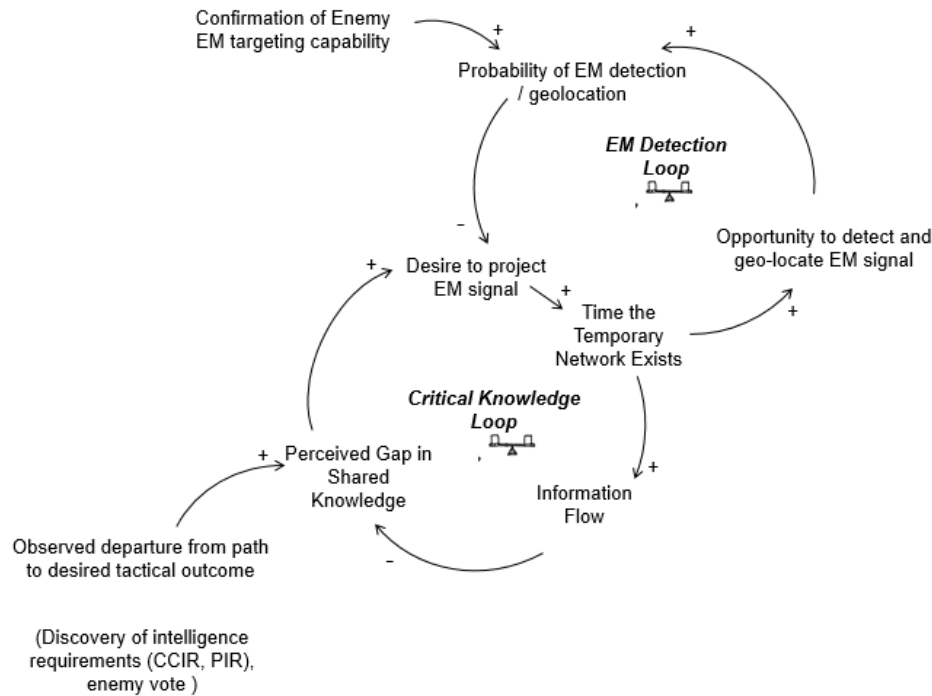 Confirmation of Enemy
EM targeting capability
+
+
Probability of EM detection
/ geolocation
EM Detection
Loop
,
–
Opportunity to detect and
geo-locate EM signal
+
Desire to project
EM signal
+
+
Time the
Temporary
Network Exists
Critical Knowledge
Loop
,
+
Perceived Gap in
Shared
Knowledge
+
Information
Flow
–
Observed departure from path
to desired tactical outcome
(Discovery of intelligence
requirements (CCIR, PIR),
enemy vote )